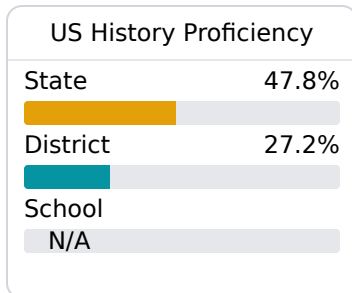 US History Proficiency
State 47.8%
District 27.2%
School
N/A